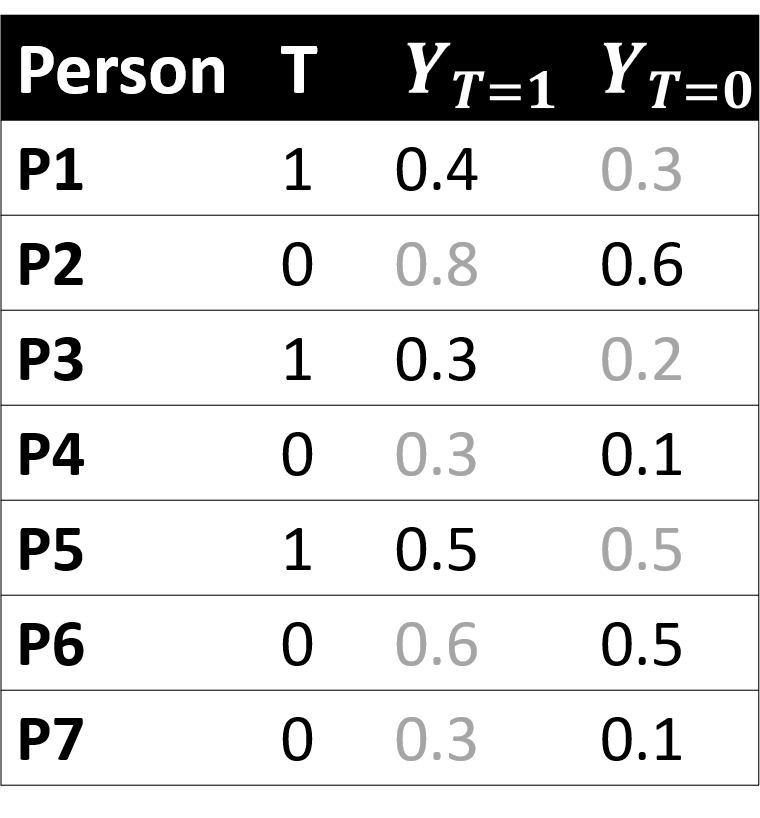 Person T Y_{T=1} Y_{T=0}
P1 1 0.4 0.3
P2 0 0.8 0.6
P3 1 0.3 0.2
P4 0 0.3 0.1
P5 1 0.5 0.5
P6 0 0.6 0.5
P7 0 0.3 0.1